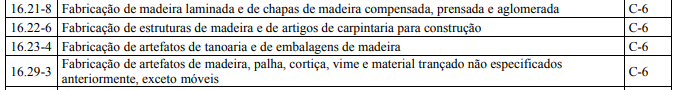 16.21-8 Fabricação de madeira laminada e de chapas de madeira compensada, prensada e aglomerada C-6
16.22-6 Fabricação de estruturas de madeira e de artigos de carpintaria para construção C-6
16.23-4 Fabricação de artefatos de tanoaria e de embalagens de madeira C-6
16.29-3 Fabricação de artefatos de madeira, palha, cortiça, vime e material trançado não especificados C-6
anteriormente, exceto móveis